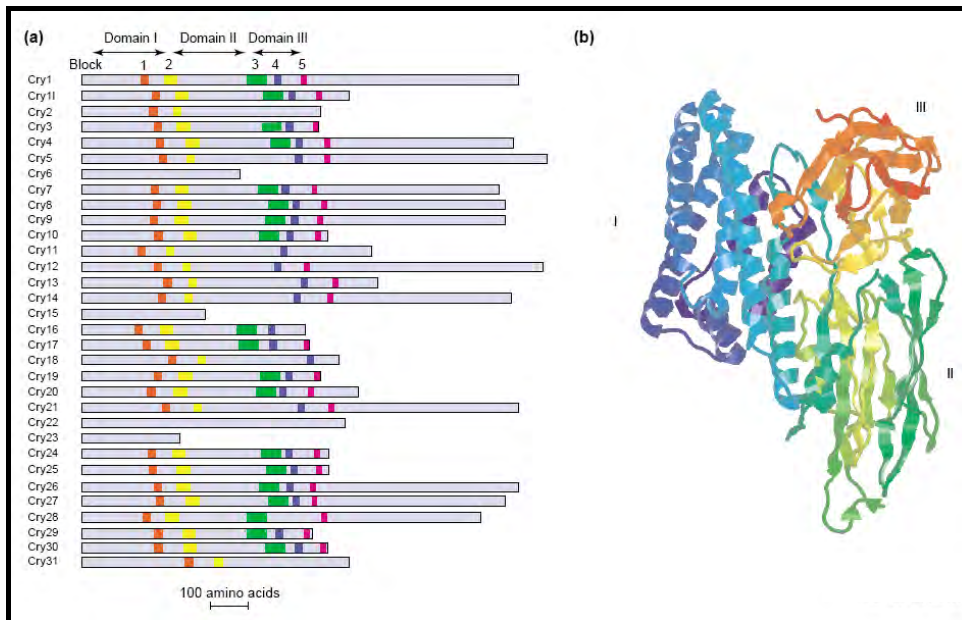 (a)
Domain I Domain II Domain III
Block 1 2 3 4 5
Cry1
Cry1I
Cry2
Cry3
Cry4
Cry5
Cry6
Cry7
Cry8
Cry9
Cry10
Cry11
Cry12
Cry13
Cry14
Cry15
Cry16
Cry17
Cry18
Cry19
Cry20
Cry21
Cry22
Cry23
Cry24
Cry25
Cry26
Cry27
Cry28
Cry29
Cry30
Cry31
100 amino acids
(b)
III
I
II